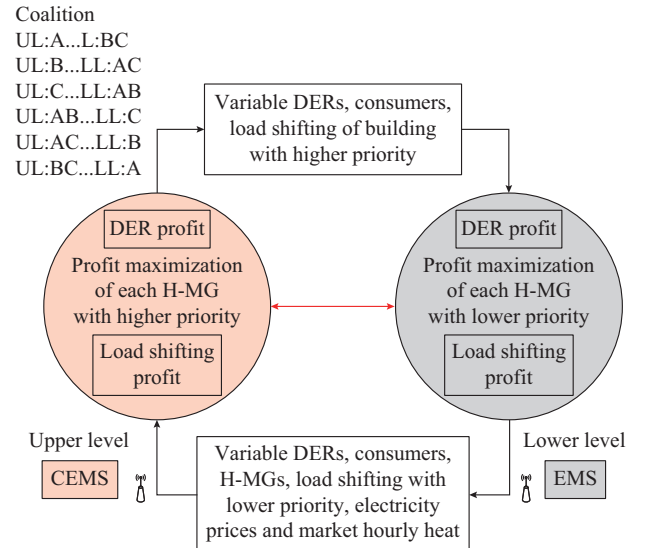 Coalition
UL:A...L:BC
UL:B...LL:AC
UL:C...LL:AB
UL:AB...LL:C
UL:AC...LL:B
UL:BC...LL:A
Variable DERs, consumers,
load shifting of building
with higher priority
DER profit
Profit maximization
of each H-MG
with higher priority
Load shifting
profit
DER profit
Profit maximization
of each H-MG
with lower priority
Load shifting
profit
Upper level
CEMS
Variable DERs, consumers,
H-MGs, load shifting with
lower priority, electricity
prices and market hourly heat
Lower level
EMS